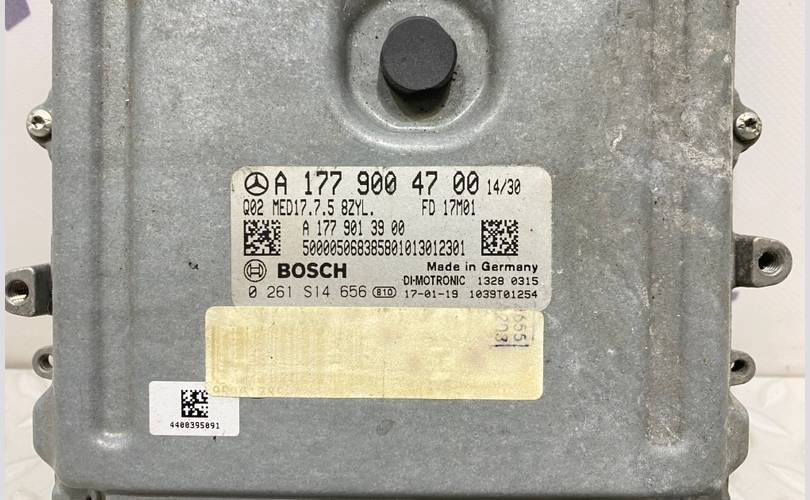 A 177 900 47 00 14/30
Q02 MED17.7.5 8ZYL. FD 17M01
A 177 901 39 00
500005068385801013012301
BOSCH Made in Germany
DI-MOTRONIC 1328 0315
0 261 S14 656 810 17-01-19 1039T01254
4400395091